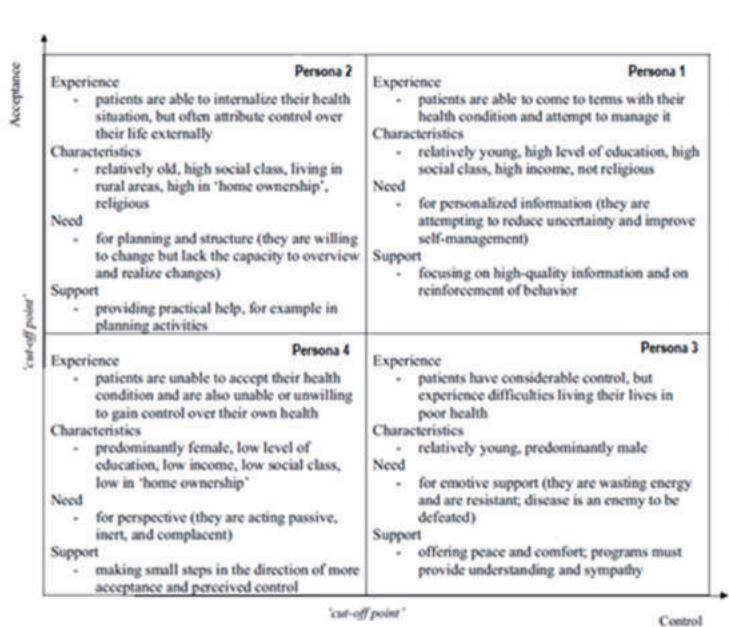 Acceptance
'cut-off point'
Persona 2
Experience
- patients are able to internalize their health
situation, but often attribute control over
their life externally
Characteristics
- relatively old, high social class, living in
rural areas, high in 'home ownership',
religious
Need
- for planning and structure (they are willing
to change but lack the capacity to overview
and realize changes)
Support
- providing practical help, for example in
planning activities
Persona 1
Experience
- patients are able to come to terms with their
health condition and attempt to manage it
Characteristics
- relatively young, high level of education, high
social class, high income, not religious
Need
- for personalized information (they are
attempting to reduce uncertainty and improve
self-management)
Support
- focusing on high-quality information and on
reinforcement of behavior
Persona 4
Experience
- patients are unable to accept their health
condition and are also unable or unwilling
to gain control over their own health
Characteristics
- predominantly female, low level of
education, low income, low social class,
low in 'home ownership'
Need
- for perspective (they are acting passive,
inert, and complacent)
Support
- making small steps in the direction of more
acceptance and perceived control
Persona 3
Experience
- patients have considerable control, but
experience difficulties living their lives in
poor health
Characteristics
- relatively young, predominantly male
Need
- for emotive support (they are wasting energy
and are resistant; disease is an enemy to be
defeated)
Support
- offering peace and comfort; programs must
provide understanding and sympathy
'cut-off point'
Control